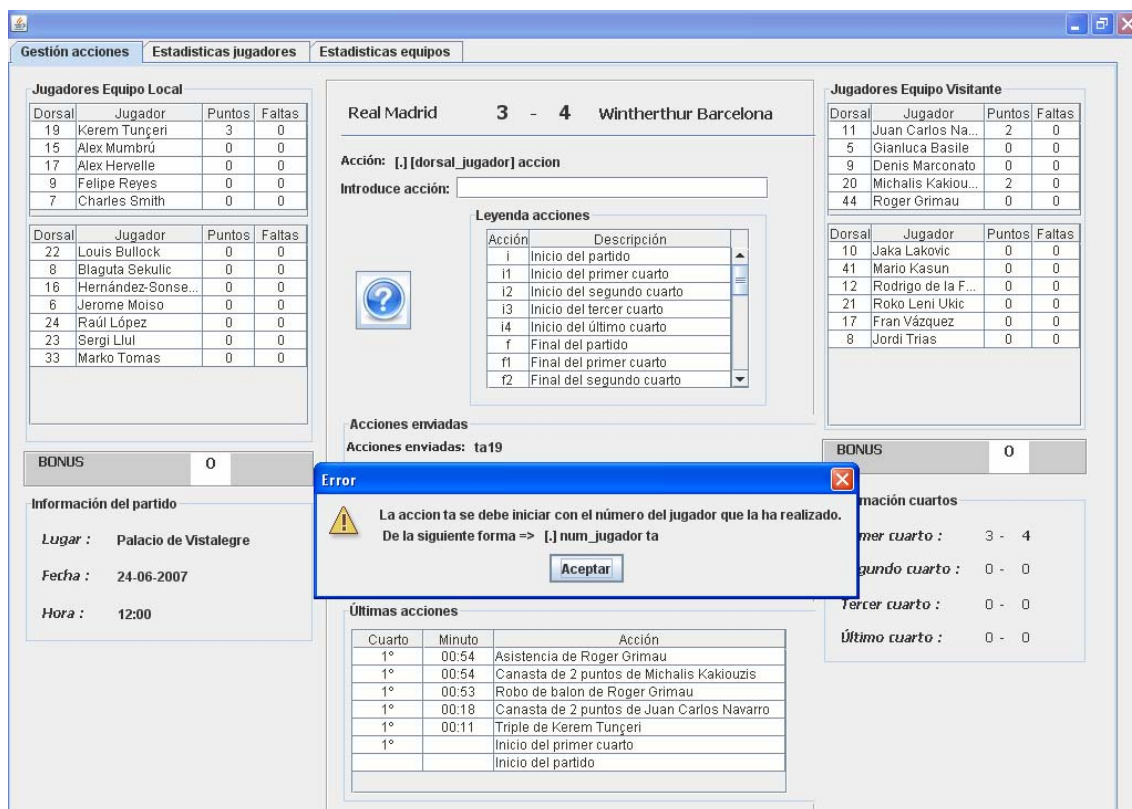 Gestión acciones Estadisticas jugadores Estadisticas equipos
Jugadores Equipo Local
Dorsal Jugador Puntos Faltas
19 Kerem Tunçeri 3 0
15 Alex Mumbrú 0 0
17 Alex Hervelle 0 0
9 Felipe Reyes 0 0
7 Charles Smith 0 0
Dorsal Jugador Puntos Faltas
22 Louis Bullock 0 0
8 Blaguta Sekulic 0 0
16 Hernández-Sonse... 0 0
6 Jerome Moiso 0 0
24 Raúl López 0 0
23 Sergi Llul 0 0
33 Marko Tomas 0 0
BONUS 0
Información del partido
Lugar : Palacio de Vistalegre
Fecha : 24-06-2007
Hora : 12:00
Real Madrid 3 - 4 Wintherthur Barcelona
Acción: [.] [dorsal_jugador] accion
Introduce acción:
Leyenda acciones
Acción Descripción
i Inicio del partido
i1 Inicio del primer cuarto
i2 Inicio del segundo cuarto
i3 Inicio del tercer cuarto
i4 Inicio del último cuarto
f Final del partido
f1 Final del primer cuarto
f2 Final del segundo cuarto
Acciones enviadas
Acciones enviadas: ta19
Error
La accion ta se debe iniciar con el número del jugador que la ha realizado.
De la siguiente forma => [.] num_jugador ta
Aceptar
Últimas acciones
Cuarto Minuto Acción
1º 00:54 Asistencia de Roger Grimau
1º 00:54 Canasta de 2 puntos de Michalis Kakiouzis
1º 00:53 Robo de balon de Roger Grimau
1º 00:18 Canasta de 2 puntos de Juan Carlos Navarro
1º 00:11 Triple de Kerem Tunçeri
1º Inicio del primer cuarto
Inicio del partido
Jugadores Equipo Visitante
Dorsal Jugador Puntos Faltas
11 Juan Carlos Na... 2 0
5 Gianluca Basile 0 0
9 Denis Marconato 0 0
20 Michalis Kakiou... 2 0
44 Roger Grimau 0 0
Dorsal Jugador Puntos Faltas
10 Jaka Lakovic 0 0
41 Mario Kasun 0 0
12 Rodrigo de la F... 0 0
21 Roko Leni Ukic 0 0
17 Fran Vázquez 0 0
8 Jordi Trias 0 0
BONUS 0
mación cuartos
mer cuarto : 3 - 4
gundo cuarto : 0 - 0
Tercer cuarto : 0 - 0
Último cuarto : 0 - 0